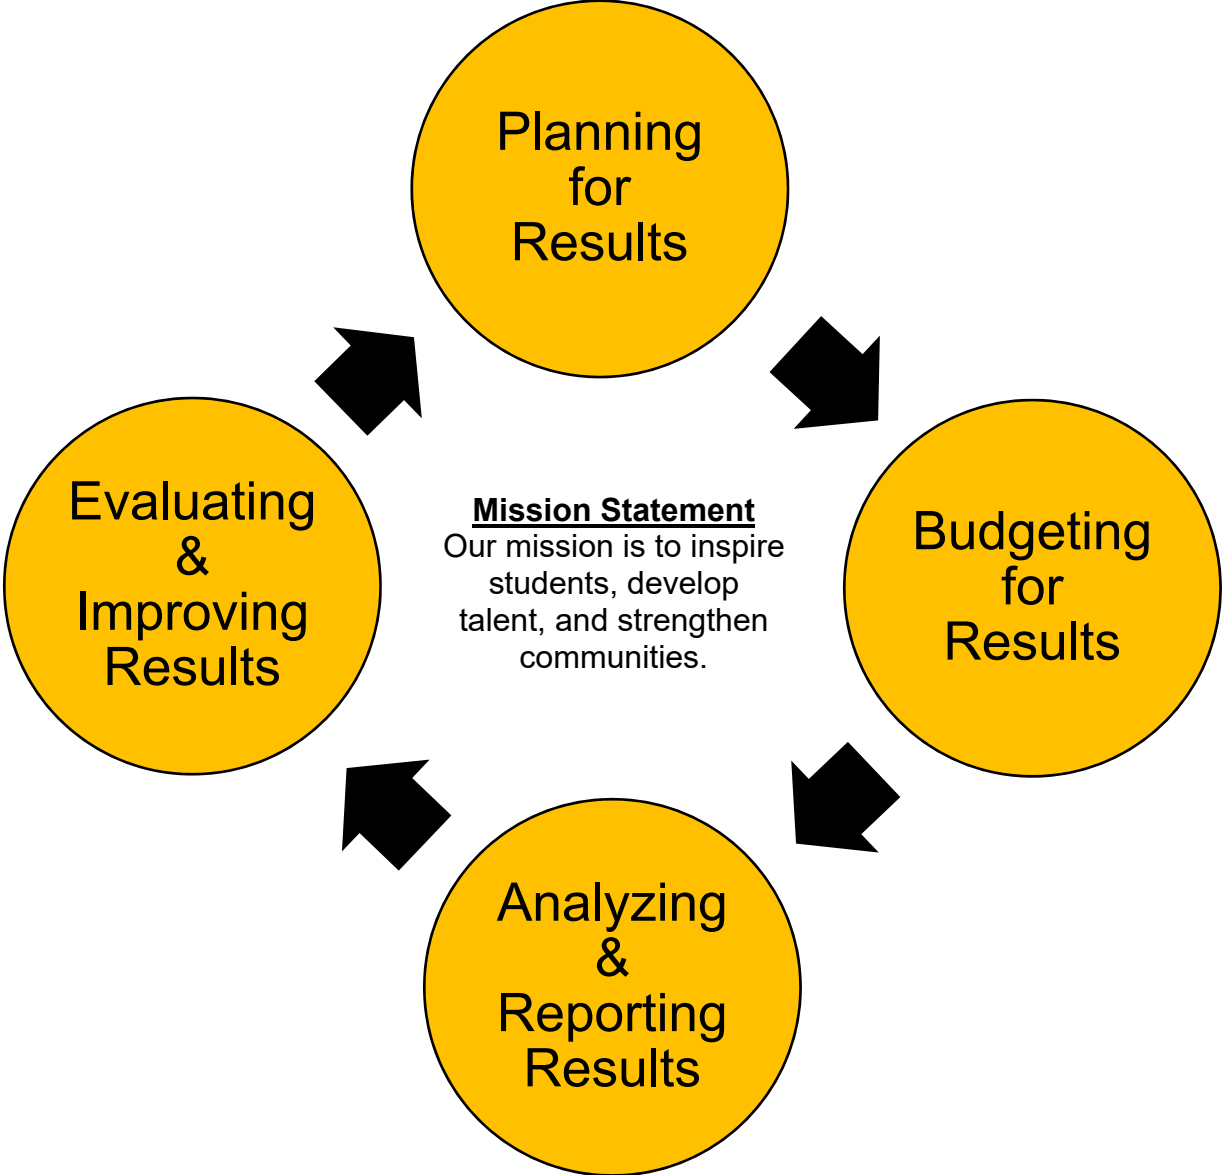 Planning
for
Results
Budgeting
for
Results
Analyzing
&
Reporting
Results
Evaluating
&
Improving
Results
Mission Statement
Our mission is to inspire
students, develop
talent, and strengthen
communities.